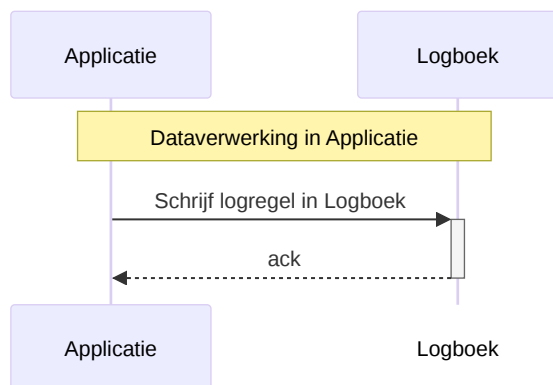 Applicatie
Logboek
Dataverwerking in Applicatie
Schrijf logregel in Logboek
ack
Applicatie
Logboek